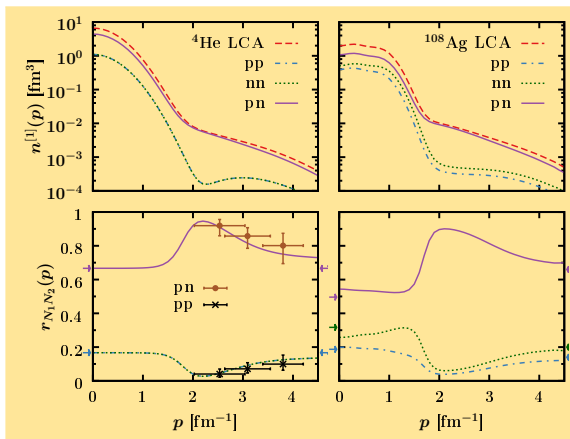 10¹
10⁰
10⁻¹
10⁻²
10⁻³
10⁻⁴
n[1](p) [fm³]
⁴He LCA
pp
nn
pn
¹⁰⁸Ag LCA
pp
nn
pn
1
0.8
0.6
0.4
0.2
0
r_{N₁N₂}(p)
pn
pp
0 1 2 3 4
p [fm⁻¹]
0 1 2 3 4
p [fm⁻¹]